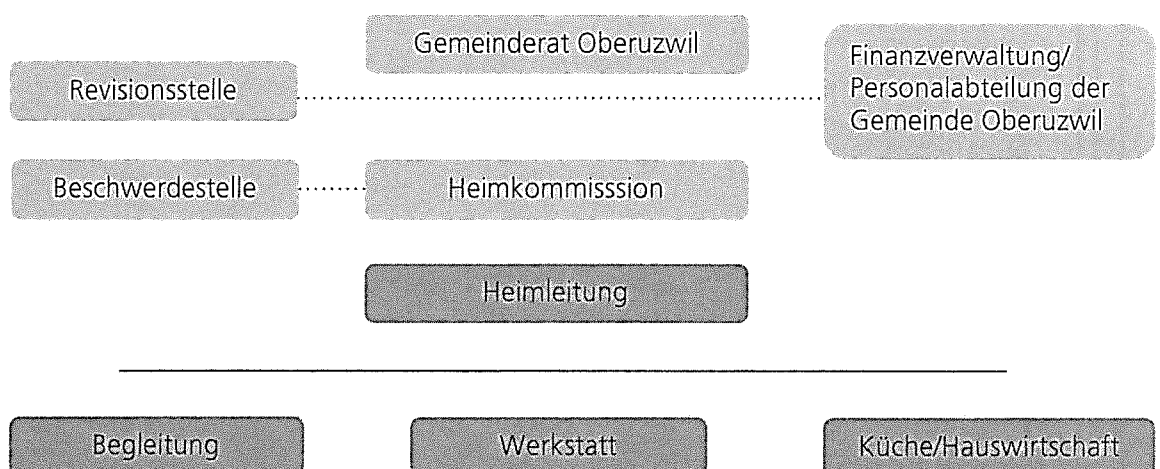 Gemeinderat Oberuzwil
Revisionsstelle
Finanzverwaltung/
Personalabteilung der
Gemeinde Oberuzwil
Beschwerdestelle
Heimkommisssion
Heimleitung
Begleitung
Werkstatt
Küche/Hauswirtschaft